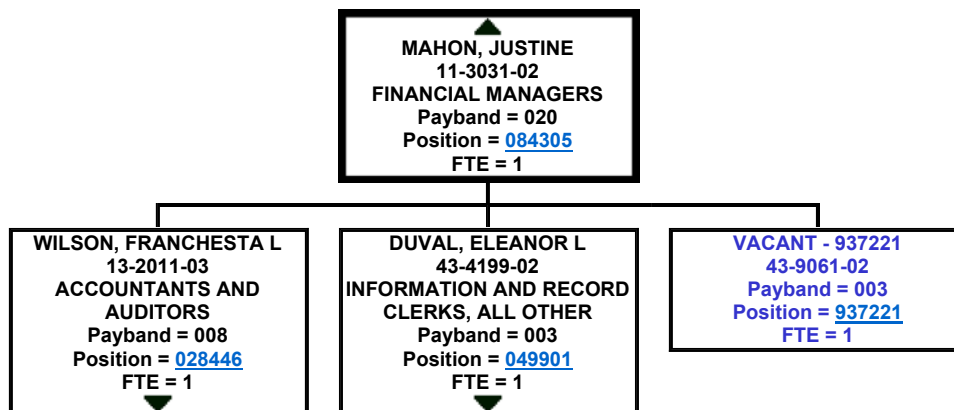 MAHON, JUSTINE
11-3031-02
FINANCIAL MANAGERS
Payband = 020
Position = 084305
FTE = 1
WILSON, FRANCHESTA L
13-2011-03
ACCOUNTANTS AND
AUDITORS
Payband = 008
Position = 028446
FTE = 1
DUVAL, ELEANOR L
43-4199-02
INFORMATION AND RECORD
CLERKS, ALL OTHER
Payband = 003
Position = 049901
FTE = 1
VACANT - 937221
43-9061-02
Payband = 003
Position = 937221
FTE = 1